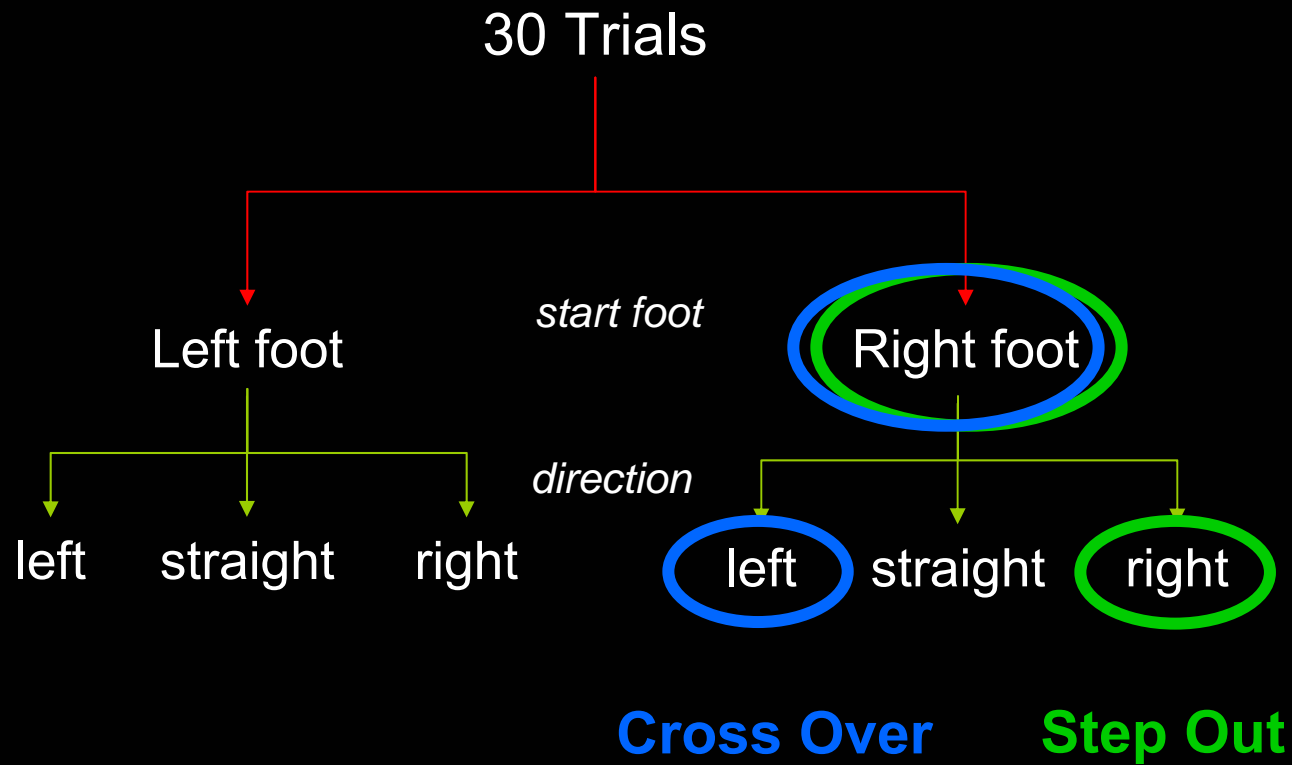 30 Trials
start foot
Left foot
Right foot
direction
left straight right
left straight right
Cross Over
Step Out